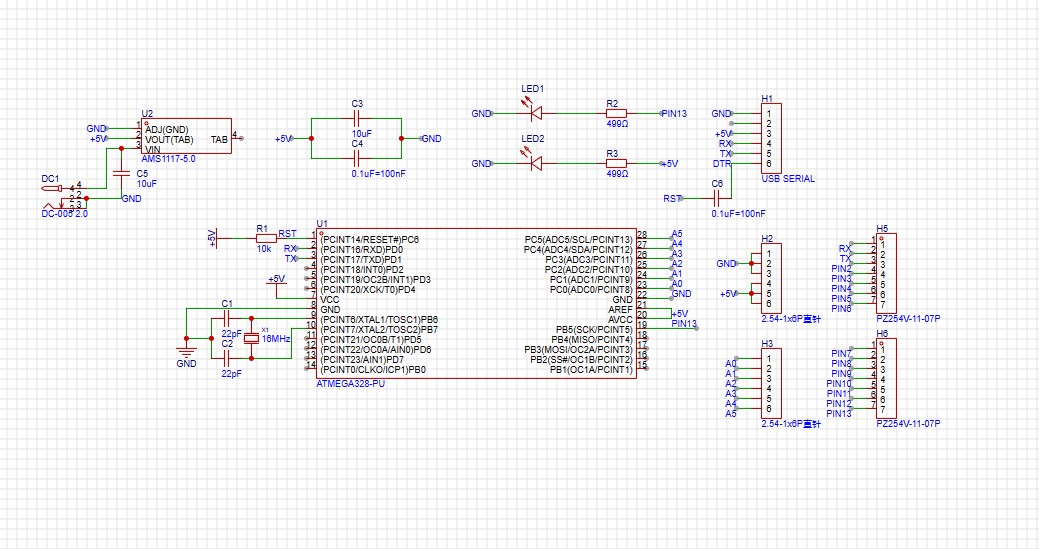 U2
GND 1 ADJ(GND)
+5V 2 VOUT(TAB) TAB 4
3 VIN
AMS1117-5.0
C5
10uF
DC1
4 4
2 2
3 3
GND
DC-005 2.0
C3
10uF
+5V GND
C4
0.1uF=100nF
LED1
GND R2 PIN13
499Ω
LED2
GND R3 +5V
499Ω
H1
GND 1
2
+5V 3
RX 4
TX 5
DTR 6
USB SERIAL
RST C6
0.1uF=100nF
U1
+5V R1 RST
10k
RX
TX
+5V
1 (PCINT14/RESET#)PC6
2 (PCINT16/RXD)PD0
3 (PCINT17/TXD)PD1
4 (PCINT18/INT0)PD2
5 (PCINT19/OC2B/INT1)PD3
6 (PCINT20/XCK/T0)PD4
7 VCC
8 GND
9 (PCINT6/XTAL1/TOSC1)PB6
10 (PCINT7/XTAL2/TOSC2)PB7
11 (PCINT21/OC0B/T1)PD5
12 (PCINT22/OC0A/AIN0)PD6
13 (PCINT23/AIN1)PD7
14 (PCINT0/CLKO/ICP1)PB0
ATMEGA328-PU
PC5(ADC5/SCL/PCINT13) 28 A5
PC4(ADC4/SDA/PCINT12) 27 A4
PC3(ADC3/PCINT11) 26 A3
PC2(ADC2/PCINT10) 25 A2
PC1(ADC1/PCINT9) 24 A1
PC0(ADC0/PCINT8) 23 A0
GND 22 GND
AREF 21
AVCC 20 +5V
PB5(SCK/PCINT5) 19 PIN13
PB4(MISO/PCINT4) 18
PB3(MOSI/OC2A/PCINT3) 17
PB2(SS#/OC1B/PCINT2) 16
PB1(OC1A/PCINT1) 15
C1
22pF
X1
16MHz
C2
22pF
GND
H2
1
GND 2
3
4
+5V 5
6
2.54-1x6P直针
H3
A0 1
A1 2
A2 3
A3 4
A4 5
A5 6
2.54-1x6P直针
H5
RX 1
TX 2
PIN2 3
PIN3 4
PIN4 5
PIN5 6
PIN6 7
PZ254V-11-07P
H6
PIN7 1
PIN8 2
PIN9 3
PIN10 4
PIN11 5
PIN12 6
PIN13 7
PZ254V-11-07P